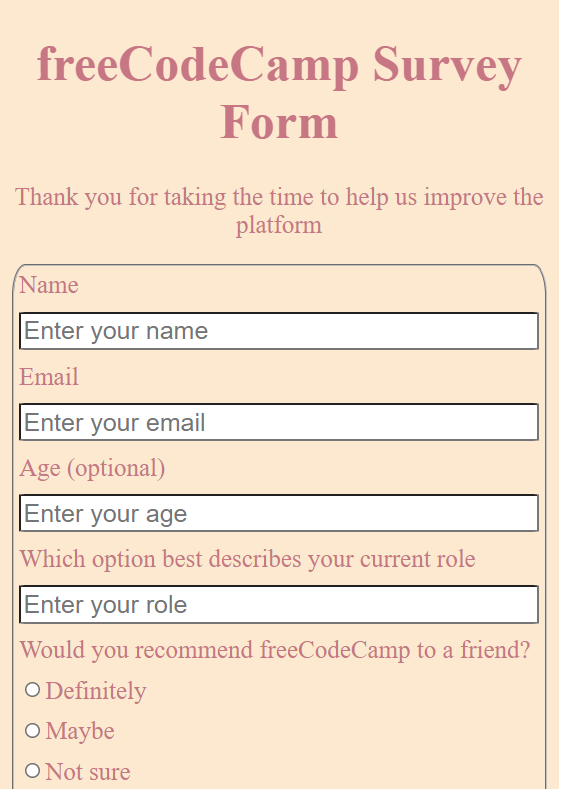 freeCodeCamp Survey
Form
Thank you for taking the time to help us improve the
platform
Name
Enter your name
Email
Enter your email
Age (optional)
Enter your age
Which option best describes your current role
Enter your role
Would you recommend freeCodeCamp to a friend?
Definitely
Maybe
Not sure